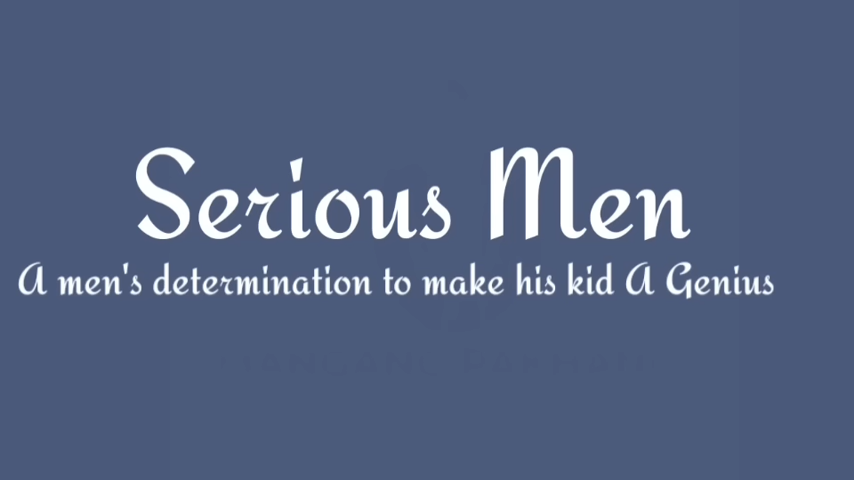 Serious Men
A men's determination to make his kid A Genius